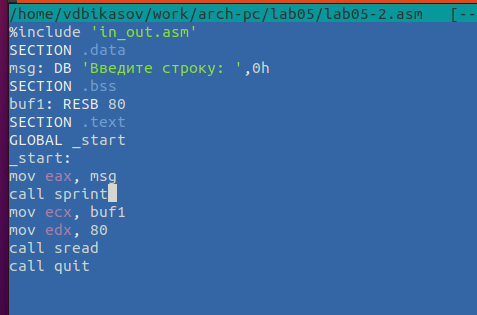 /home/vdbikasov/work/arch-pc/lab05/lab05-2.asm [--
%include 'in_out.asm'
SECTION .data
msg: DB 'Введите строку: ',0h
SECTION .bss
buf1: RESB 80
SECTION .text
GLOBAL _start
_start:
mov eax, msg
call sprint
mov ecx, buf1
mov edx, 80
call sread
call quit